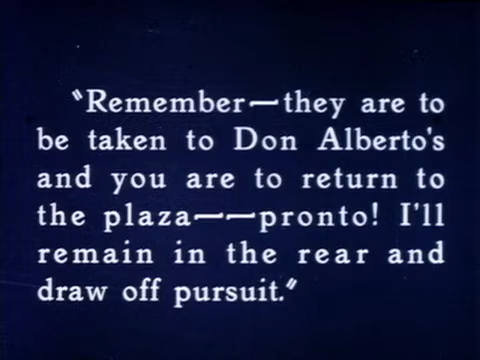 "Remember—they are to
be taken to Don Alberto's
and you are to return to
the plaza——pronto! I'll
remain in the rear and
draw off pursuit."